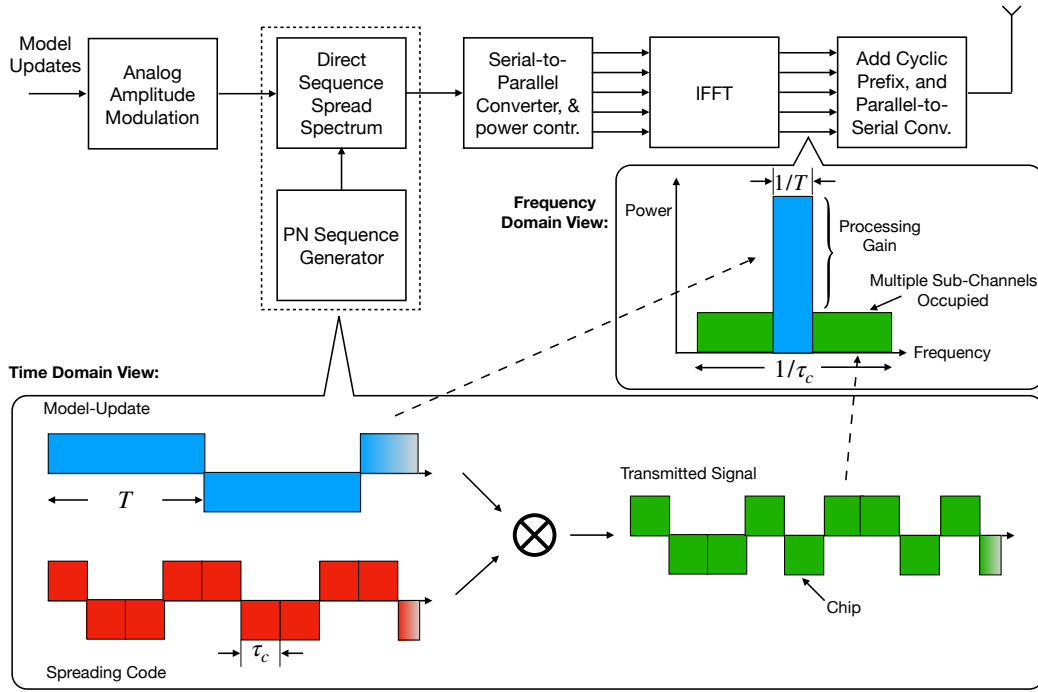 Model
Updates
Analog
Amplitude
Modulation
Direct
Sequence
Spread
Spectrum
PN Sequence
Generator
Serial-to-
Parallel
Converter, &
power contr.
IFFT
Add Cyclic
Prefix, and
Parallel-to-
Serial Conv.
Frequency
Domain View:
Power
1/T
Processing
Gain
Multiple Sub-Channels
Occupied
Frequency
1/τc
Time Domain View:
Model-Update
T
Transmitted Signal
Chip
τc
Spreading Code